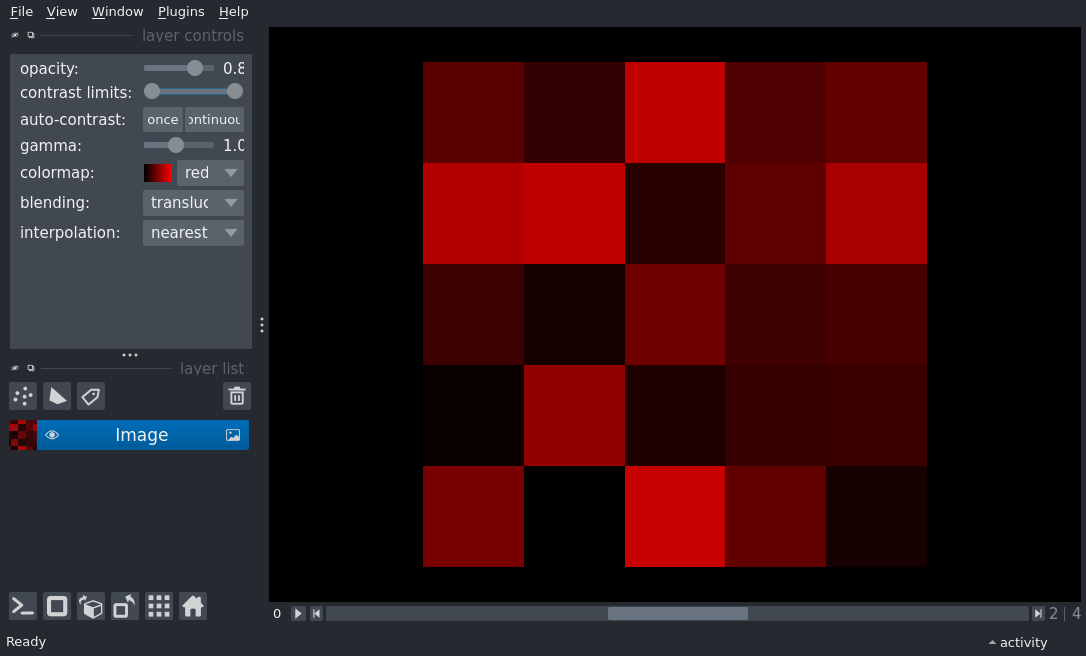 File View Window Plugins Help
layer controls
opacity: 0.8
contrast limits:
auto-contrast: once ontinuou
gamma: 1.0
colormap: red
blending: transluc
interpolation: nearest
layer list
Image
0 2 | 4
Ready activity